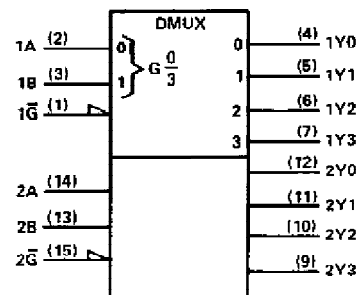 DMUX
1A (2) 0 0 (4) 1Y0
} G 0/3
1B (3) 1 1 (5) 1Y1
1G̅ (1) 2 (6) 1Y2
3 (7) 1Y3
2A (14) (12) 2Y0
2B (13) (11) 2Y1
2G̅ (15) (10) 2Y2
(9) 2Y3